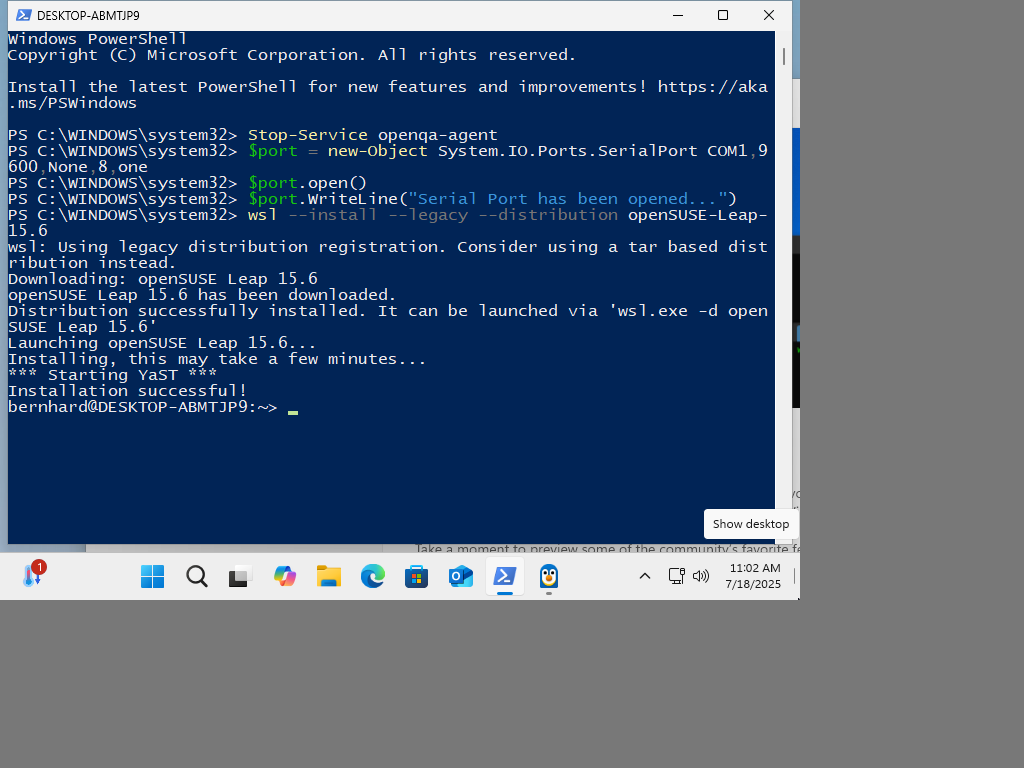 DESKTOP-ABMTJP9
Windows PowerShell
Copyright (C) Microsoft Corporation. All rights reserved.
Install the latest PowerShell for new features and improvements! https://aka
.ms/PSWindows
PS C:\WINDOWS\system32> Stop-Service openqa-agent
PS C:\WINDOWS\system32> $port = new-Object System.IO.Ports.SerialPort COM1,9
600,None,8,one
PS C:\WINDOWS\system32> $port.open()
PS C:\WINDOWS\system32> $port.WriteLine("Serial Port has been opened...")
PS C:\WINDOWS\system32> wsl --install --legacy --distribution openSUSE-Leap-
15.6
wsl: Using legacy distribution registration. Consider using a tar based dist
ribution instead.
Downloading: openSUSE Leap 15.6
openSUSE Leap 15.6 has been downloaded.
Distribution successfully installed. It can be launched via 'wsl.exe -d open
SUSE Leap 15.6'
Launching openSUSE Leap 15.6...
Installing, this may take a few minutes...
*** Starting YaST ***
Installation successful!
bernhard@DESKTOP-ABMTJP9:~>
Show desktop
Take a moment to preview some of the community's favorite
1
11:02 AM
7/18/2025